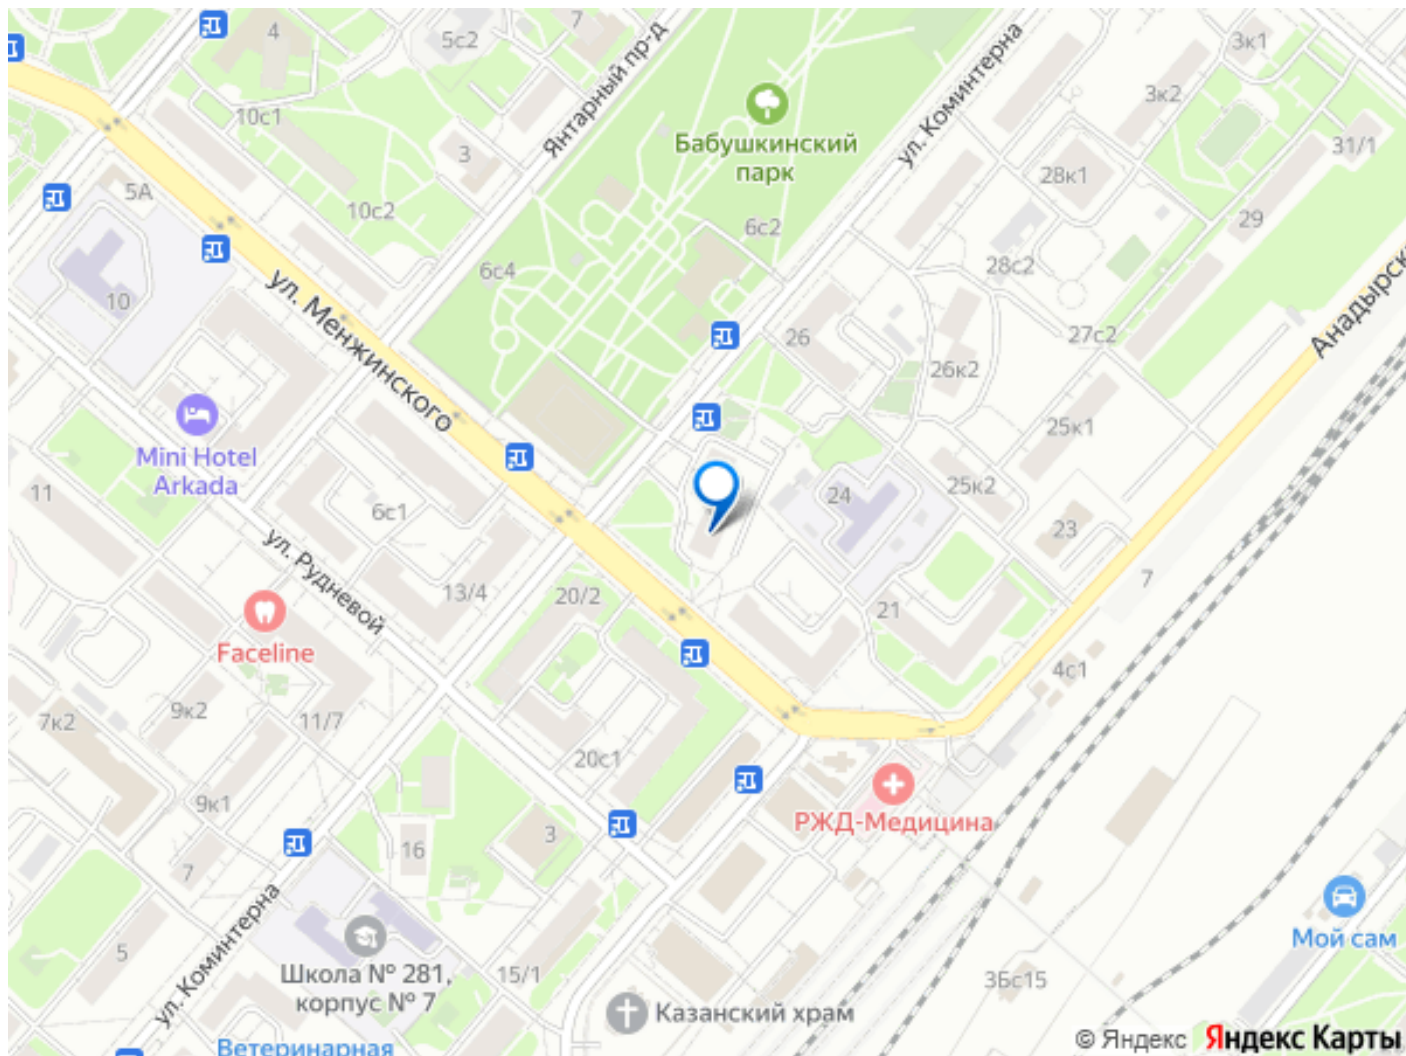 4
5с2
7
3к1
3к2
10с1
Янтарный пр-д
ул. Коминтерна
Бабушкинский
парк
3
31/1
5А
28к1
10с2
29
6с2
6с4
28с2
10
ул. Менжинского
26
27с2
Анадырск
26к2
25к1
Mini Hotel
Arkada
11
24
25к2
6с1
23
ул. Рудневой
7
13/4
20/2
21
Faceline
4с1
9к2
7к2
11/7
20с1
9к1
РЖД-Медицина
3
16
7
ул. Коминтерна
5
Мой сам
Школа № 281,
корпус № 7
15/1
3Бс15
Казанский храм
Ветеринарная
© Яндекс Яндекс Карты